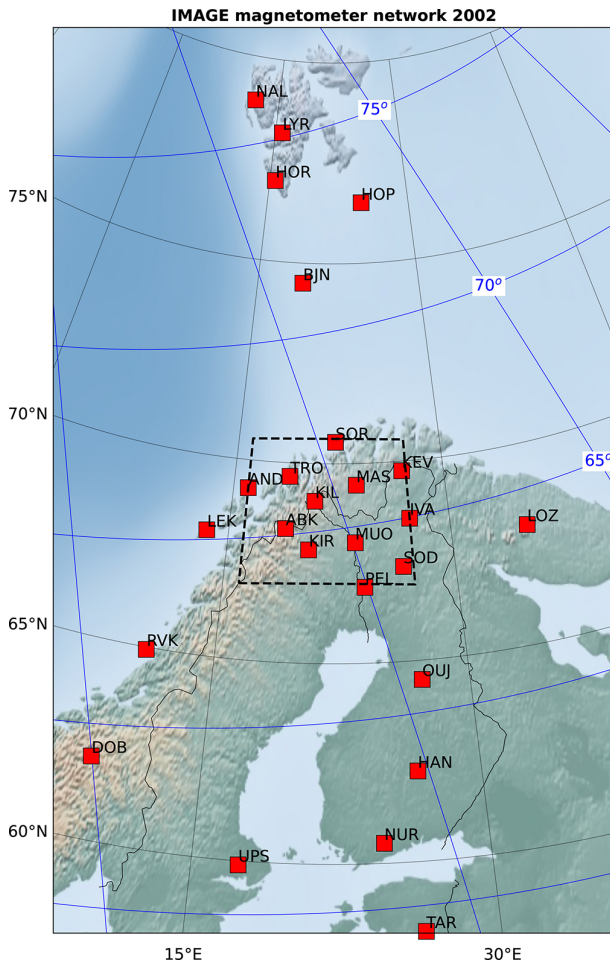 IMAGE magnetometer network 2002
NAL
75°
LYR
HOR
75°N
HOP
BJN
70°
70°N
SOR
65°
KEV
TRO
MAS
AND
KIL
IVA
LEK
ABK
LOZ
MUO
KIR
SOD
PEL
65°N
RVK
OUJ
DOB
HAN
60°N
NUR
UPS
TAR
15°E
30°E